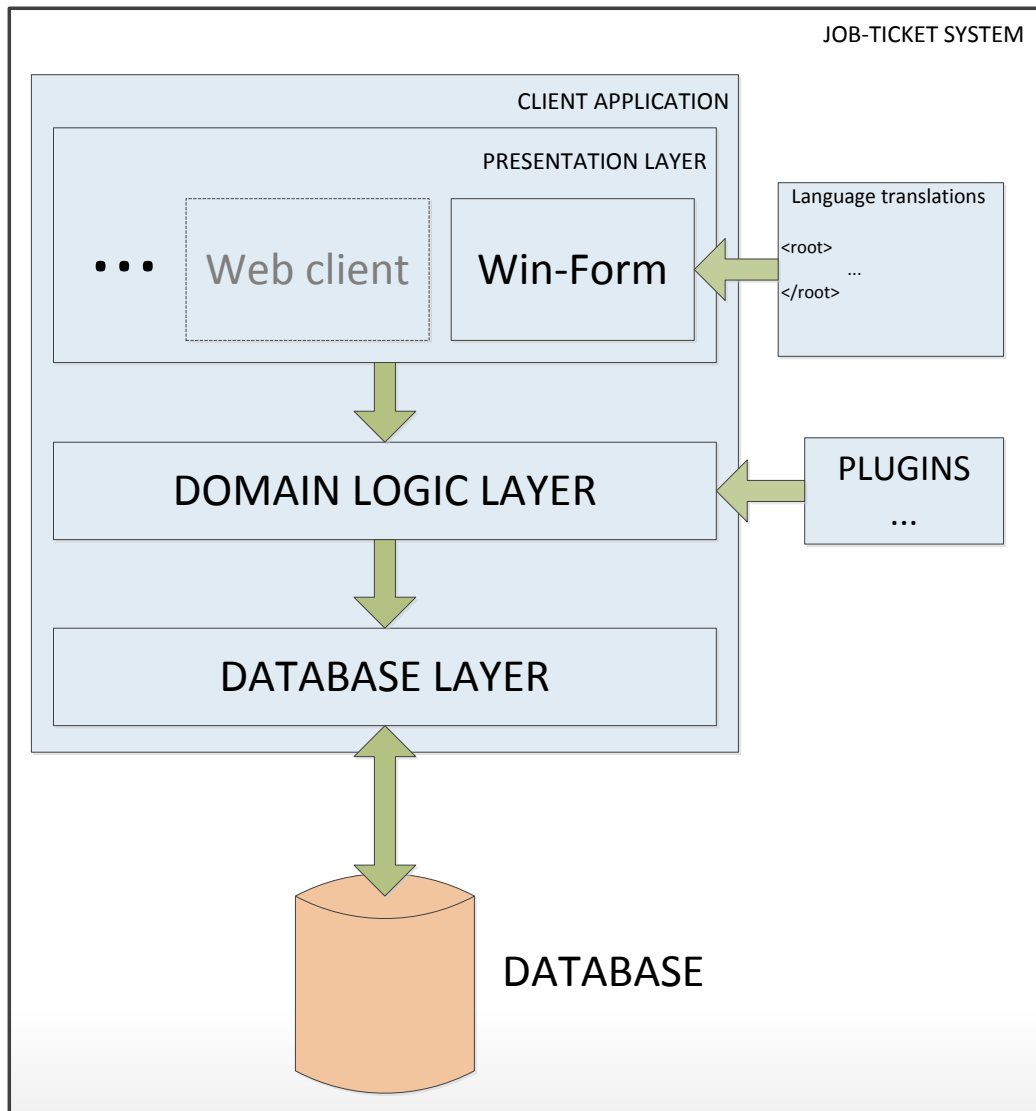 JOB-TICKET SYSTEM
CLIENT APPLICATION
PRESENTATION LAYER
...
Web client
Win-Form
Language translations
<root>
...
</root>
DOMAIN LOGIC LAYER
PLUGINS
...
DATABASE LAYER
DATABASE